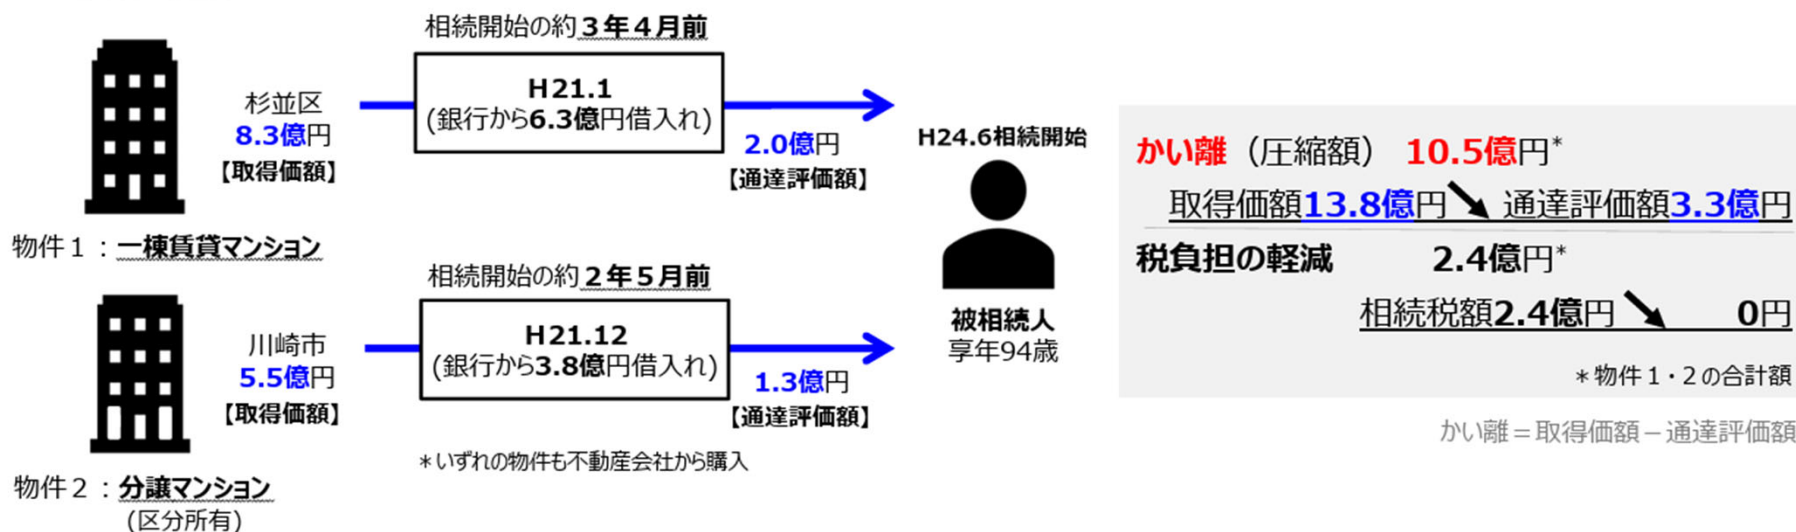 相続開始の約３年４月前
杉並区
8.3億円
【取得価額】
H21.1
(銀行から6.3億円借入れ)
2.0億円
【通達評価額】
物件１：一棟賃貸マンション
相続開始の約２年５月前
川崎市
5.5億円
【取得価額】
H21.12
(銀行から3.8億円借入れ)
1.3億円
【通達評価額】
＊いずれの物件も不動産会社から購入
物件２：分譲マンション
(区分所有)
H24.6相続開始
被相続人
享年94歳
かい離（圧縮額） 10.5億円*
取得価額13.8億円 ➘ 通達評価額3.3億円
税負担の軽減 2.4億円*
相続税額2.4億円 ➘ 0円
＊物件１・２の合計額
かい離＝取得価額－通達評価額